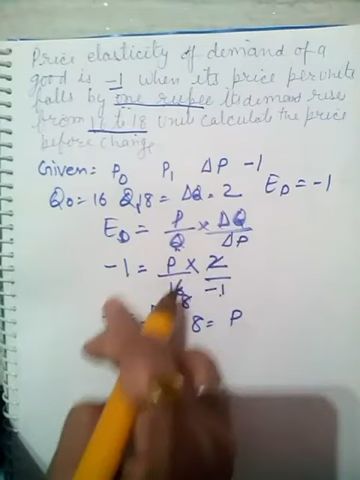 Price elasticity of demand of a
good is -1 when its price per unit
falls by one rupee its demand rise
from 16 to 18 Unit calculate the price
before change
Given: P0 P1 ΔP -1
Q0=16 Q,18 = ΔQ. 2 ED=-1
ED = P/Q × ΔQ/ΔP
-1 = P/16 × 2/-1
8
8= P